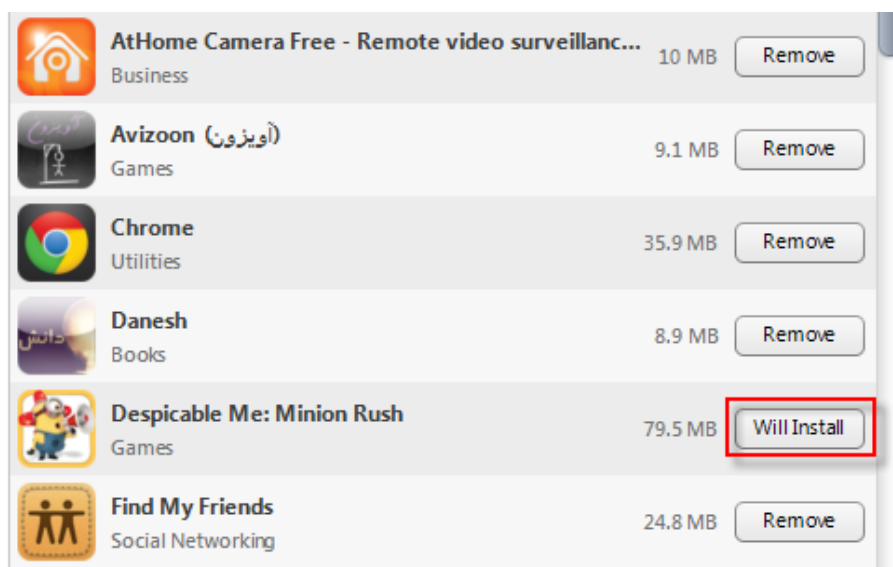 AtHome Camera Free - Remote video surveillanc...
10 MB
Remove
Business
Avizoon (آویزون)
9.1 MB
Remove
Games
آویزون
Chrome
35.9 MB
Remove
Utilities
Danesh
8.9 MB
Remove
Books
دانش
Despicable Me: Minion Rush
79.5 MB
Will Install
Games
Find My Friends
24.8 MB
Remove
Social Networking